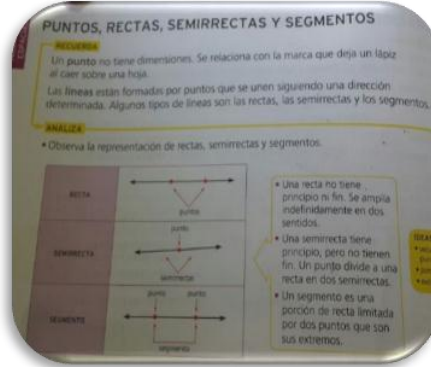 PUNTOS, RECTAS, SEMIRRECTAS Y SEGMENTOS
RECUERDA
Un punto no tiene dimensiones. Se relaciona con la marca que deja un lápiz
al caer sobre una hoja.
Las líneas están formadas por puntos que se unen siguiendo una dirección
determinada. Algunos tipos de líneas son las rectas, las semirrectas y los segmentos.
ANALIZA
• Observa la representación de rectas, semirrectas y segmentos.
RECTA
puntos
punto
SEMIRRECTA
semirrectas
punto punto
SEGMENTO
segmento
• Una recta no tiene
principio ni fin. Se amplía
indefinidamente en dos
sentidos.
• Una semirrecta tiene
principio, pero no tienen
fin. Un punto divide a una
recta en dos semirrectas.
• Un segmento es una
porción de recta limitada
por dos puntos que son
sus extremos.